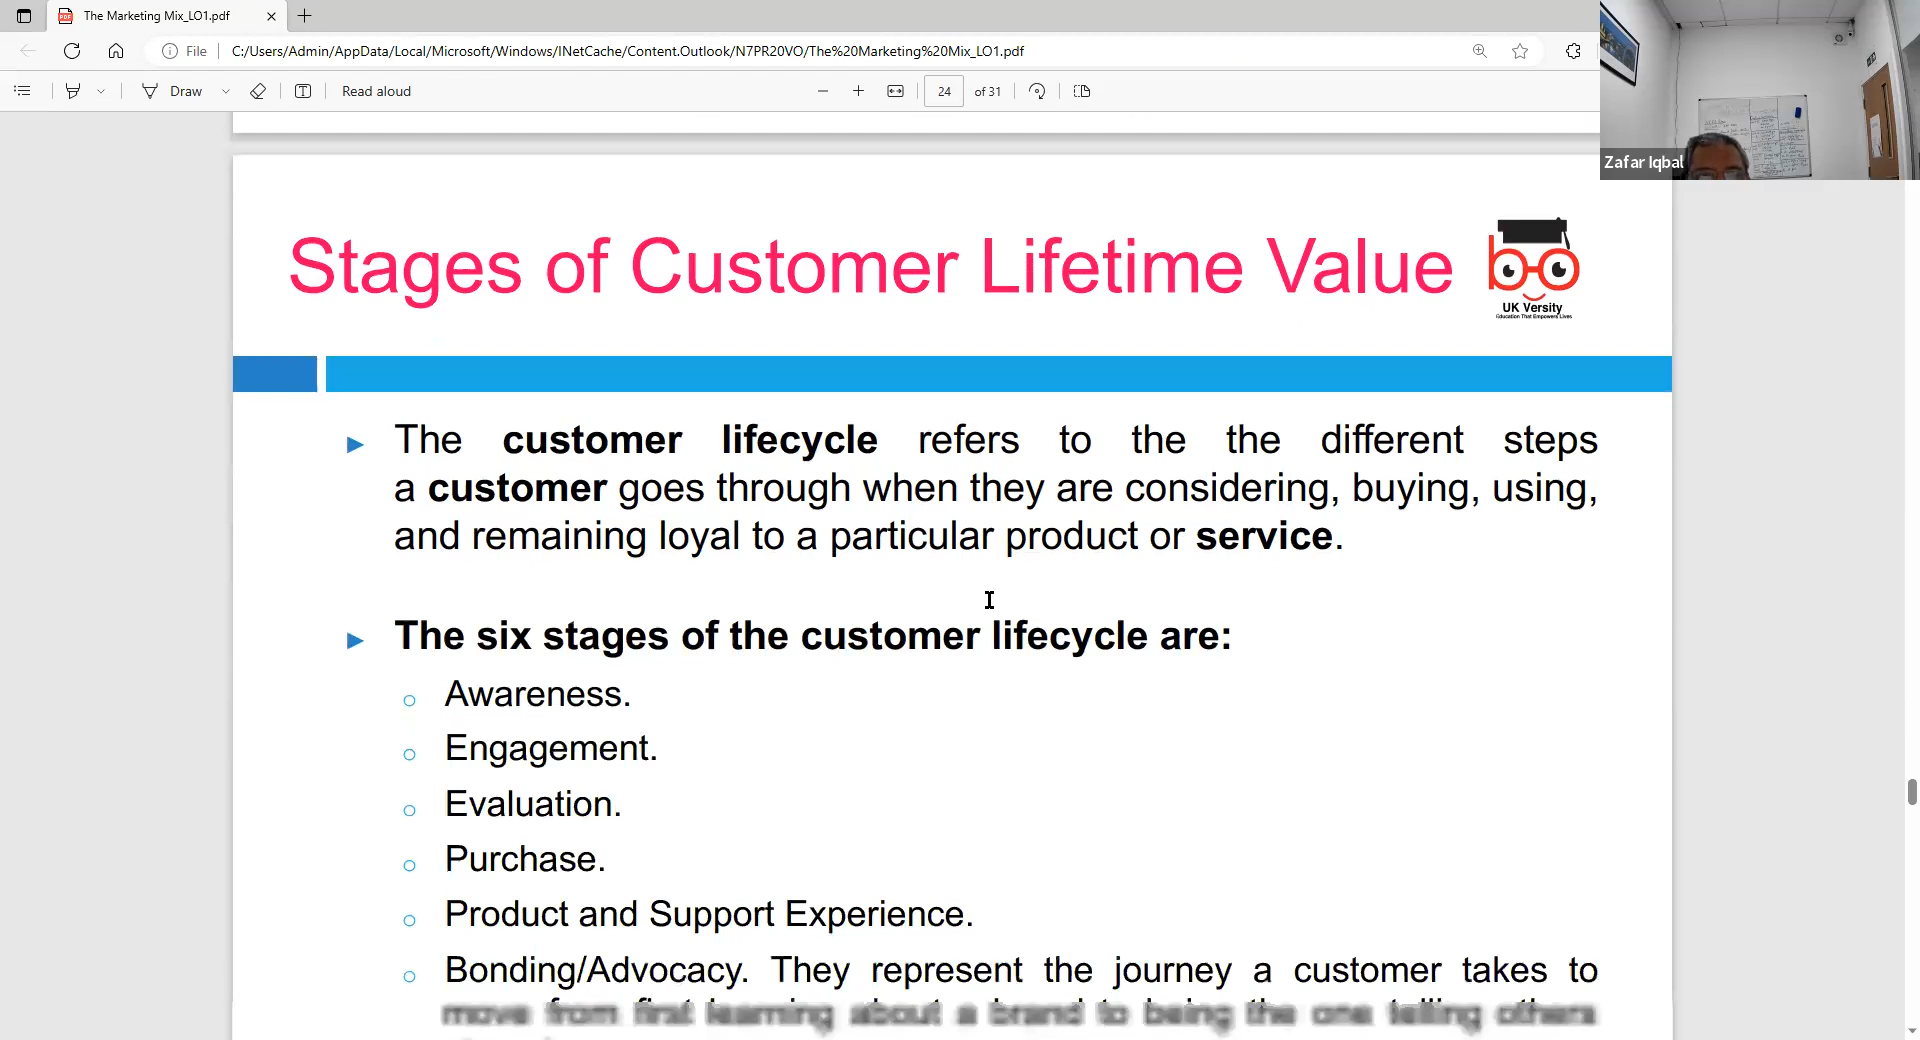 The Marketing Mix_LO1.pdf
File
C:/Users/Admin/AppData/Local/Microsoft/Windows/INetCache/Content.Outlook/N7PR20VO/The%20Marketing%20Mix_LO1.pdf
Draw
Read aloud
24 of 31
Zafar Iqbal
Stages of Customer Lifetime Value
UK Versity
Education That Empowers Lives
The customer lifecycle refers to the the different steps
a customer goes through when they are considering, buying, using,
and remaining loyal to a particular product or service.
The six stages of the customer lifecycle are:
Awareness.
Engagement.
Evaluation.
Purchase.
Product and Support Experience.
Bonding/Advocacy. They represent the journey a customer takes to
move from first learning about a brand to being the one telling others